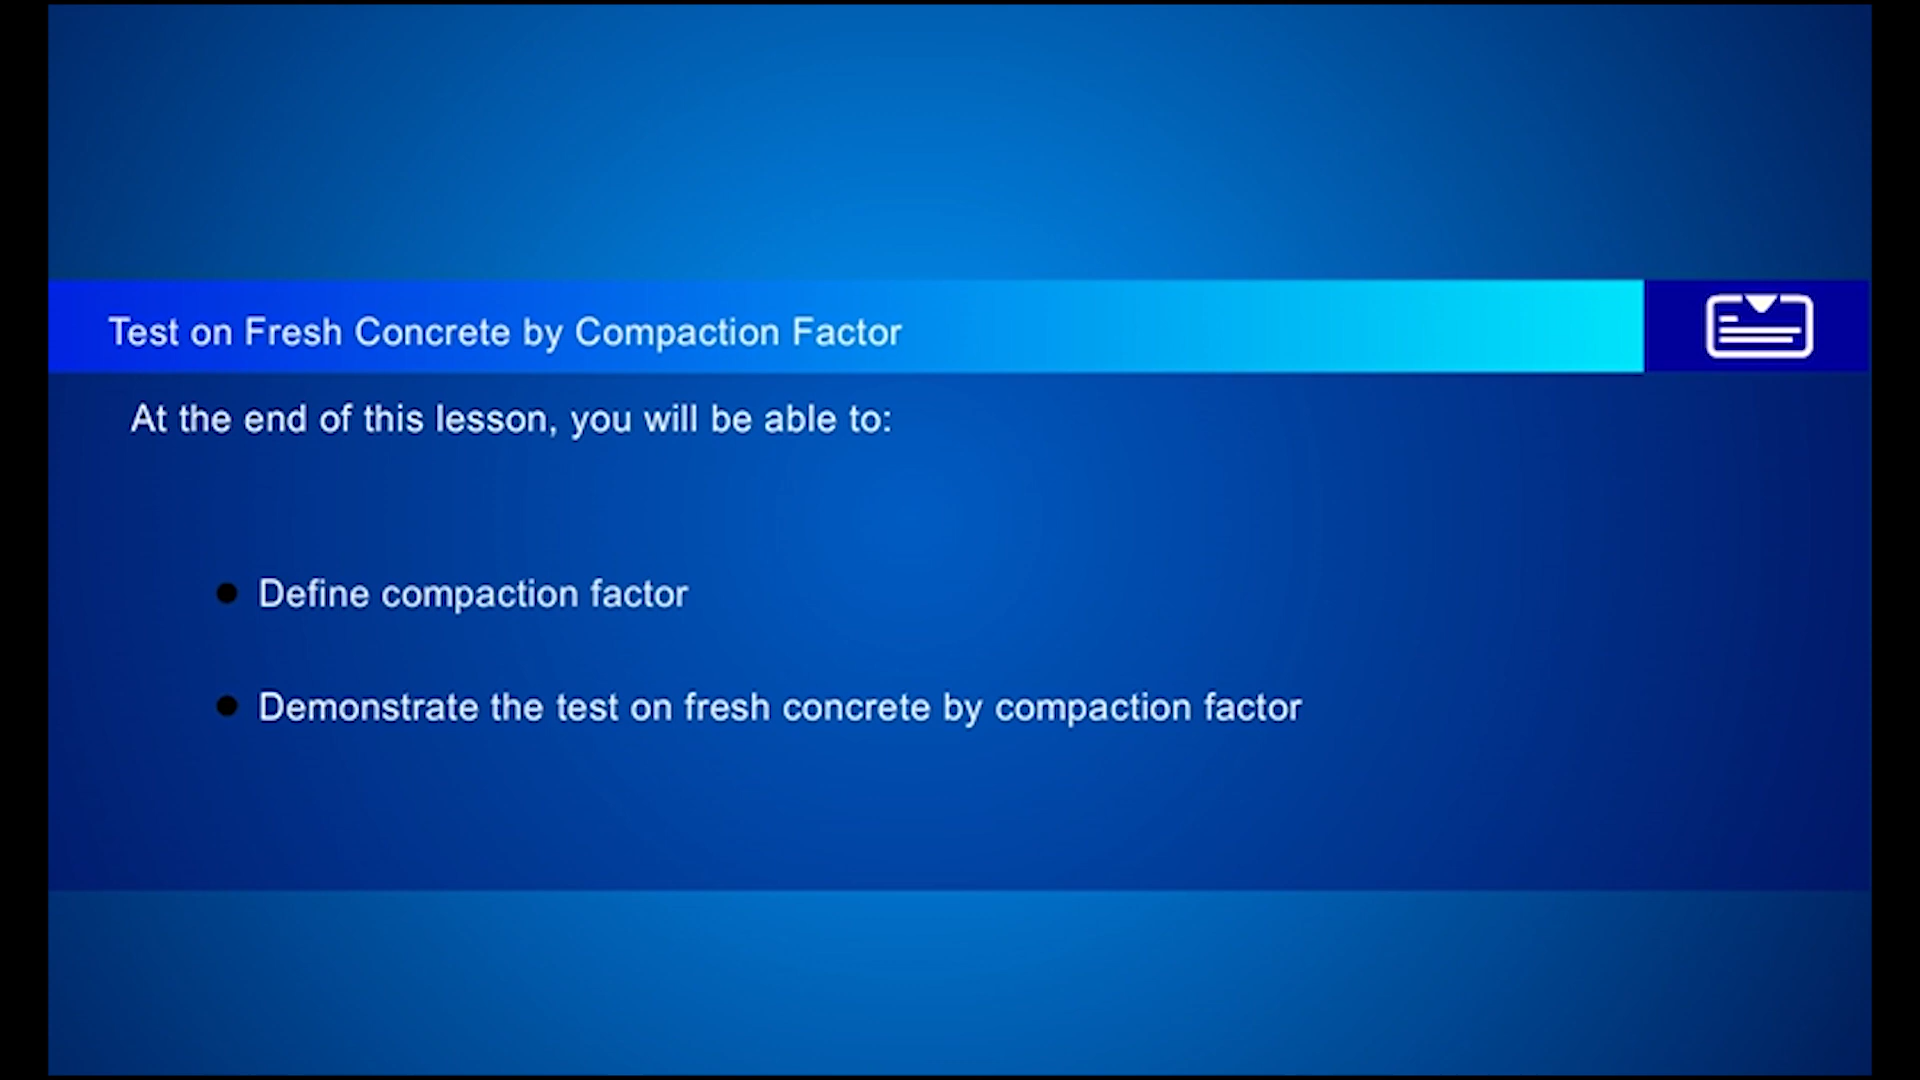 Test on Fresh Concrete by Compaction Factor
At the end of this lesson, you will be able to:
● Define compaction factor
● Demonstrate the test on fresh concrete by compaction factor